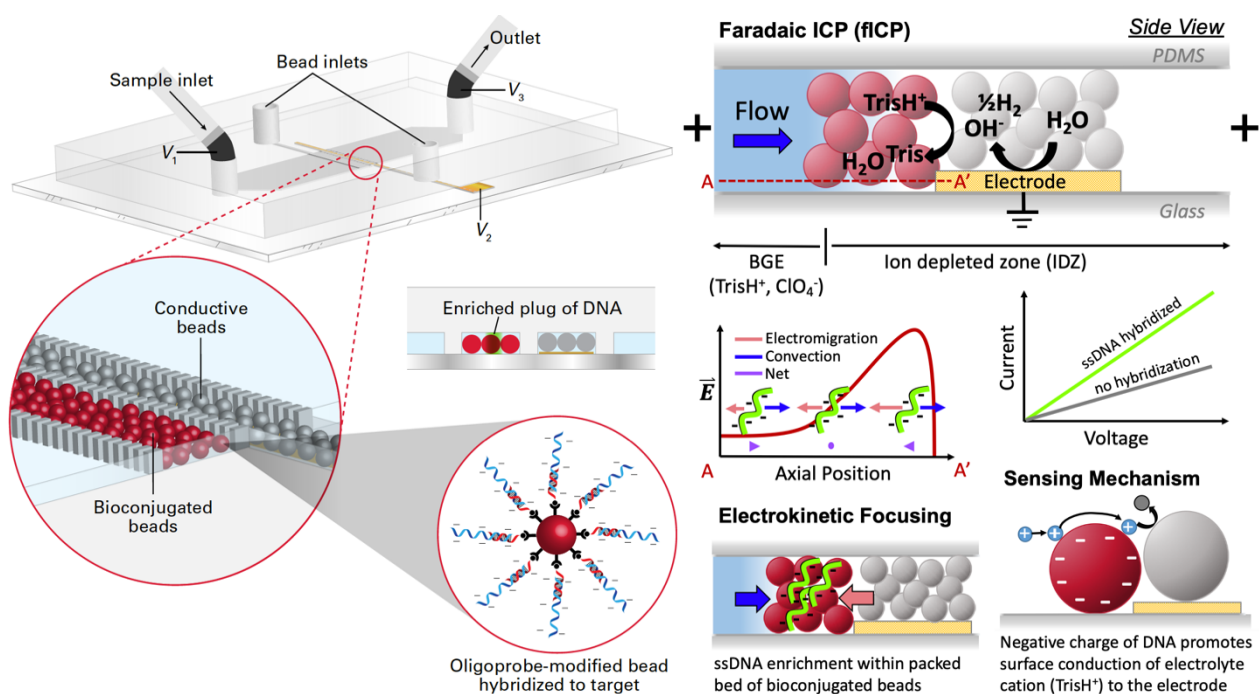 Outlet
Bead inlets
Sample inlet
V3
V1
V2
Conductive
beads
Enriched plug of DNA
Bioconjugated
beads
Oligoprobe-modified bead
hybridized to target
Faradaic ICP (fICP)
Side View
PDMS
+
+
Flow
TrisH⁺
½H₂
OH⁻
H₂O
H₂O
Tris
A
A’
Electrode
Glass
BGE
(TrisH⁺, ClO₄⁻)
Ion depleted zone (IDZ)
Electromigration
Convection
Net
E
A
Axial Position
A’
Current
ssDNA hybridized
no hybridization
Voltage
Electrokinetic Focusing
ssDNA enrichment within packed
bed of bioconjugated beads
Sensing Mechanism
+
+
+
Negative charge of DNA promotes
surface conduction of electrolyte
cation (TrisH⁺) to the electrode